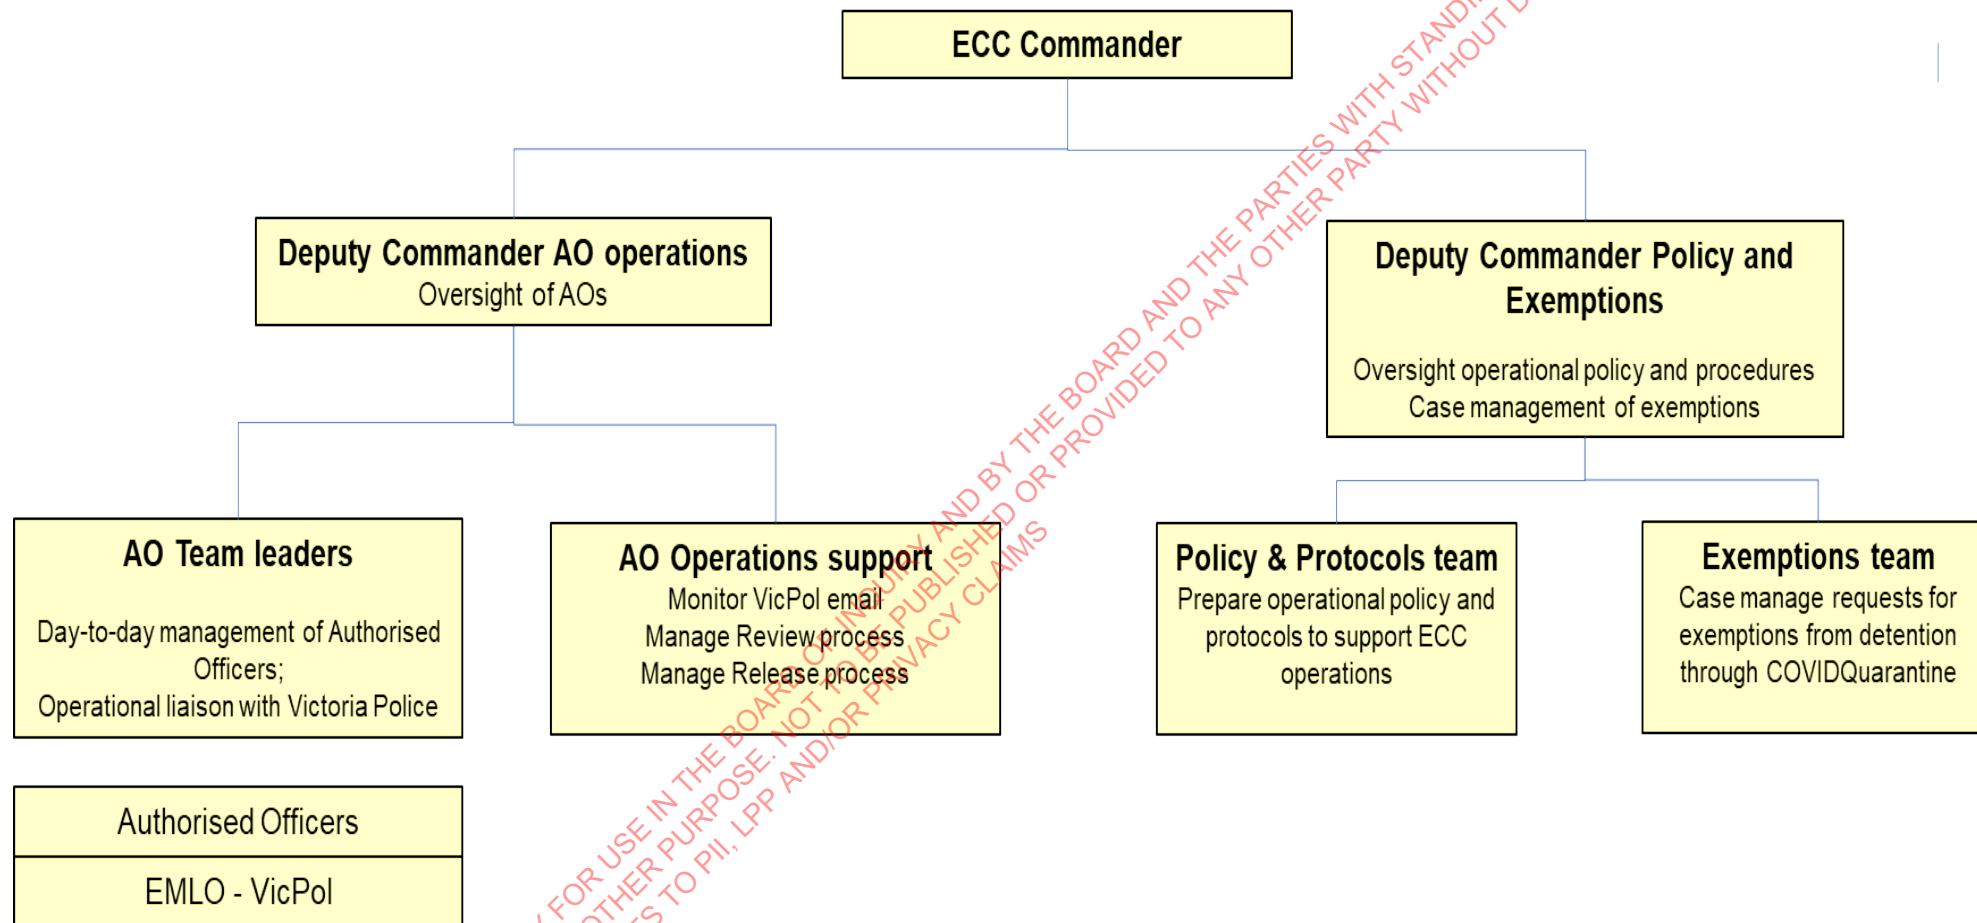 ECC Commander
Deputy Commander AO operations
Oversight of AOs
Deputy Commander Policy and
Exemptions
Oversight operational policy and procedures
Case management of exemptions
AO Team leaders
Day-to-day management of Authorised
Officers;
Operational liaison with Victoria Police
AO Operations support
Monitor VicPol email
Manage Review process
Manage Release process
Policy & Protocols team
Prepare operational policy and
protocols to support ECC
operations
Exemptions team
Case manage requests for
exemptions from detention
through COVIDQuarantine
Authorised Officers
EMLO - VicPol
FOR USE IN THE BOARD OF INQUIRY AND BY THE BOARD AND THE PARTIES WITH
PURPOSE. NOT TO BE PUBLISHED OR PROVIDED TO ANY OTHER PARTY WITHOUT
TO PII, LPP AND/OR PRIVACY CLAIMS